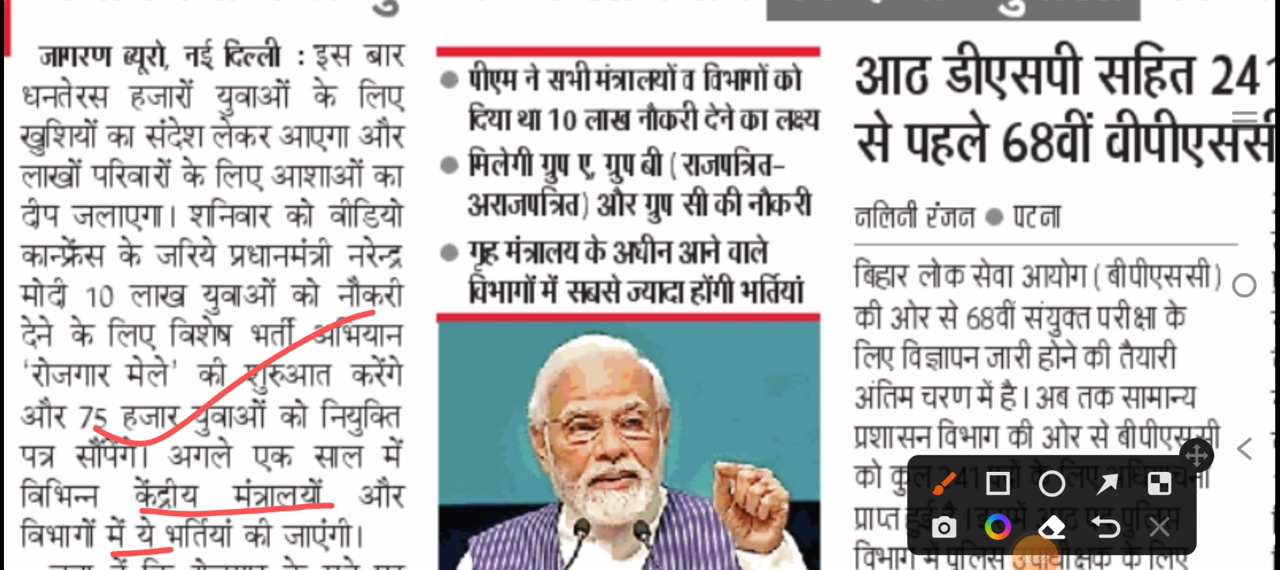 जागरण ब्यूरो, नई दिल्ली : इस बार
धनतेरस हजारों युवाओं के लिए
खुशियों का संदेश लेकर आएगा और
लाखों परिवारों के लिए आशाओं का
दीप जलाएगा। शनिवार को वीडियो
कान्फ्रेंस के जरिये प्रधानमंत्री नरेन्द्र
मोदी 10 लाख युवाओं को नौकरी
देने के लिए विशेष भर्ती अभियान
‘रोजगार मेले’ की शुरुआत करेंगे
और 75 हजार युवाओं को नियुक्ति
पत्र सौंपेंगे। अगले एक साल में
विभिन्न केंद्रीय मंत्रालयों और
विभागों में ये भर्तियां की जाएंगी।
पीएम ने सभी मंत्रालयों व विभागों को
दिया था 10 लाख नौकरी देने का लक्ष्य
मिलेगी ग्रुप ए, ग्रुप बी (राजपत्रित-
अराजपत्रित) और ग्रुप सी की नौकरी
गृह मंत्रालय के अधीन आने वाले
विभागों में सबसे ज्यादा होंगी भर्तियां
आठ डीएसपी सहित 241
से पहले 68वीं बीपीएससी
नलिनी रंजन ● पटना
बिहार लोक सेवा आयोग (बीपीएससी)
की ओर से 68वीं संयुक्त परीक्षा के
लिए विज्ञापन जारी होने की तैयारी
अंतिम चरण में है। अब तक सामान्य
प्रशासन विभाग की ओर से बीपीएससी
को कुल 241 पदों के लिए
प्राप्त हुई
विभाग में पुलिस के लिए